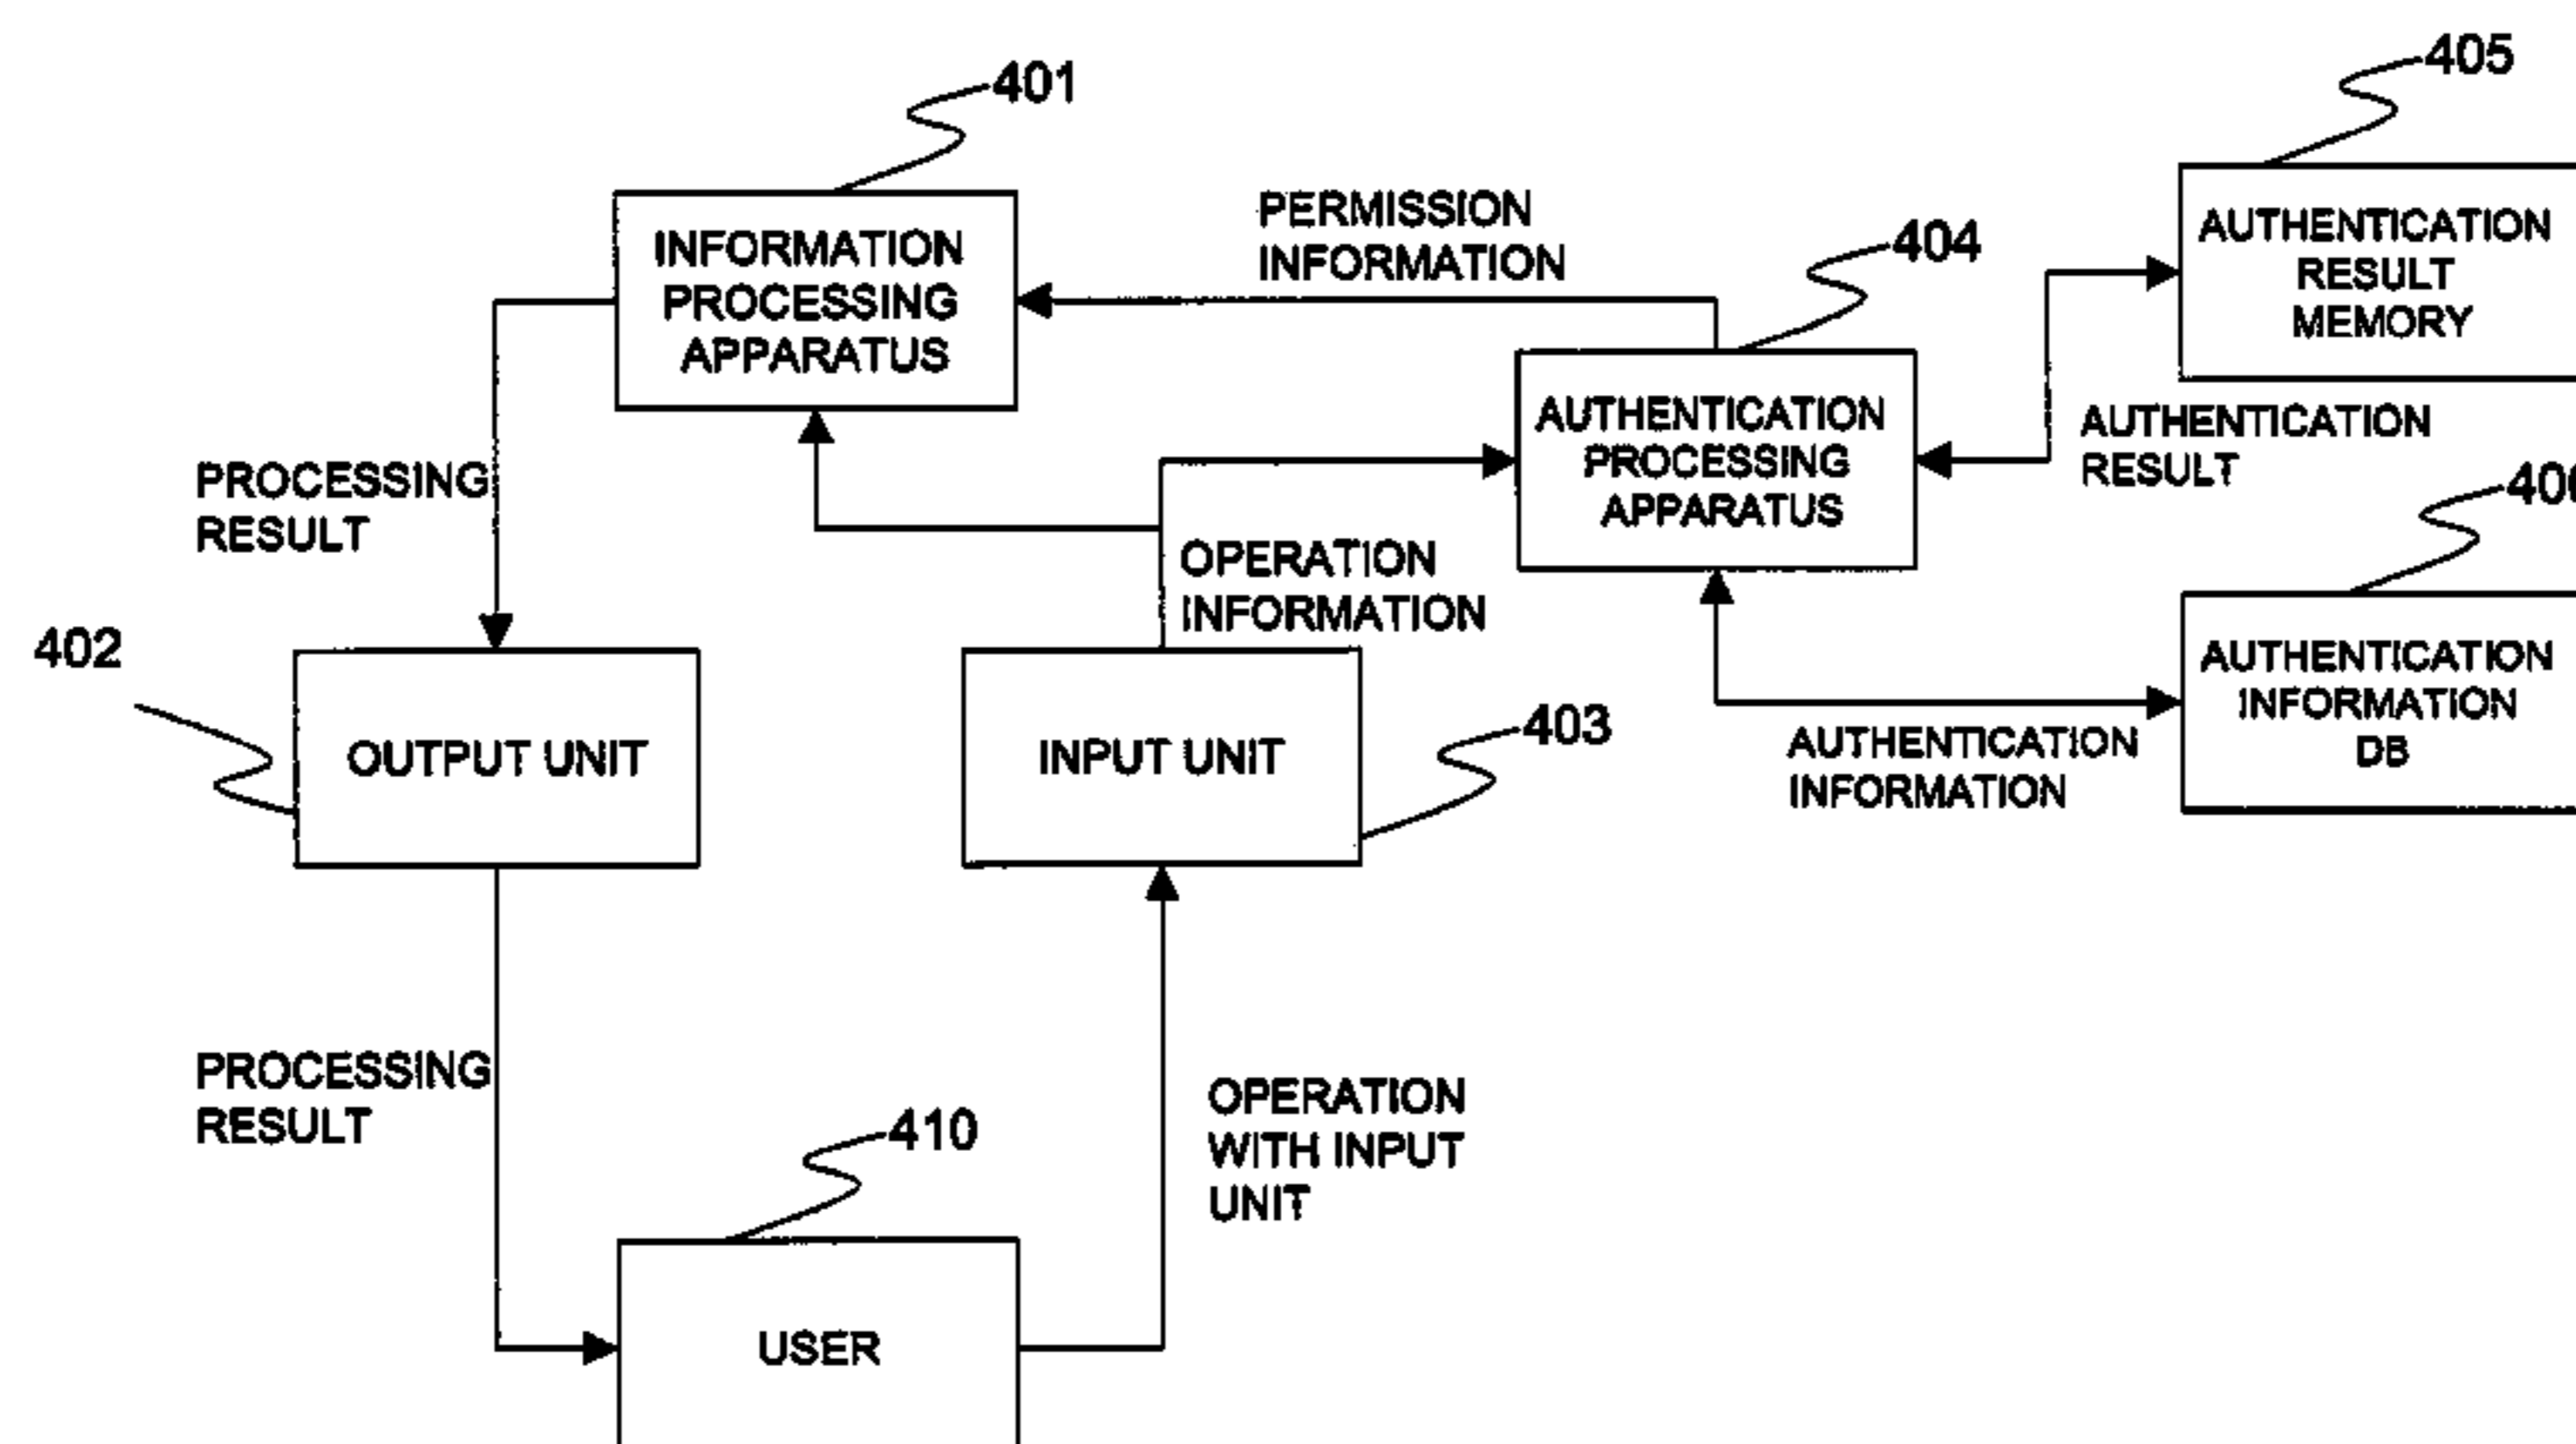 401
405
INFORMATION
PROCESSING
APPARATUS
PERMISSION
INFORMATION
404
AUTHENTICATION
RESULT
MEMORY
AUTHENTICATION
PROCESSING
APPARATUS
AUTHENTICATION
RESULT
PROCESSING
RESULT
OPERATION
INFORMATION
402
OUTPUT UNIT
INPUT UNIT
403
AUTHENTICATION
INFORMATION
DB
AUTHENTICATION
INFORMATION
PROCESSING
RESULT
410
OPERATION
WITH INPUT
UNIT
USER